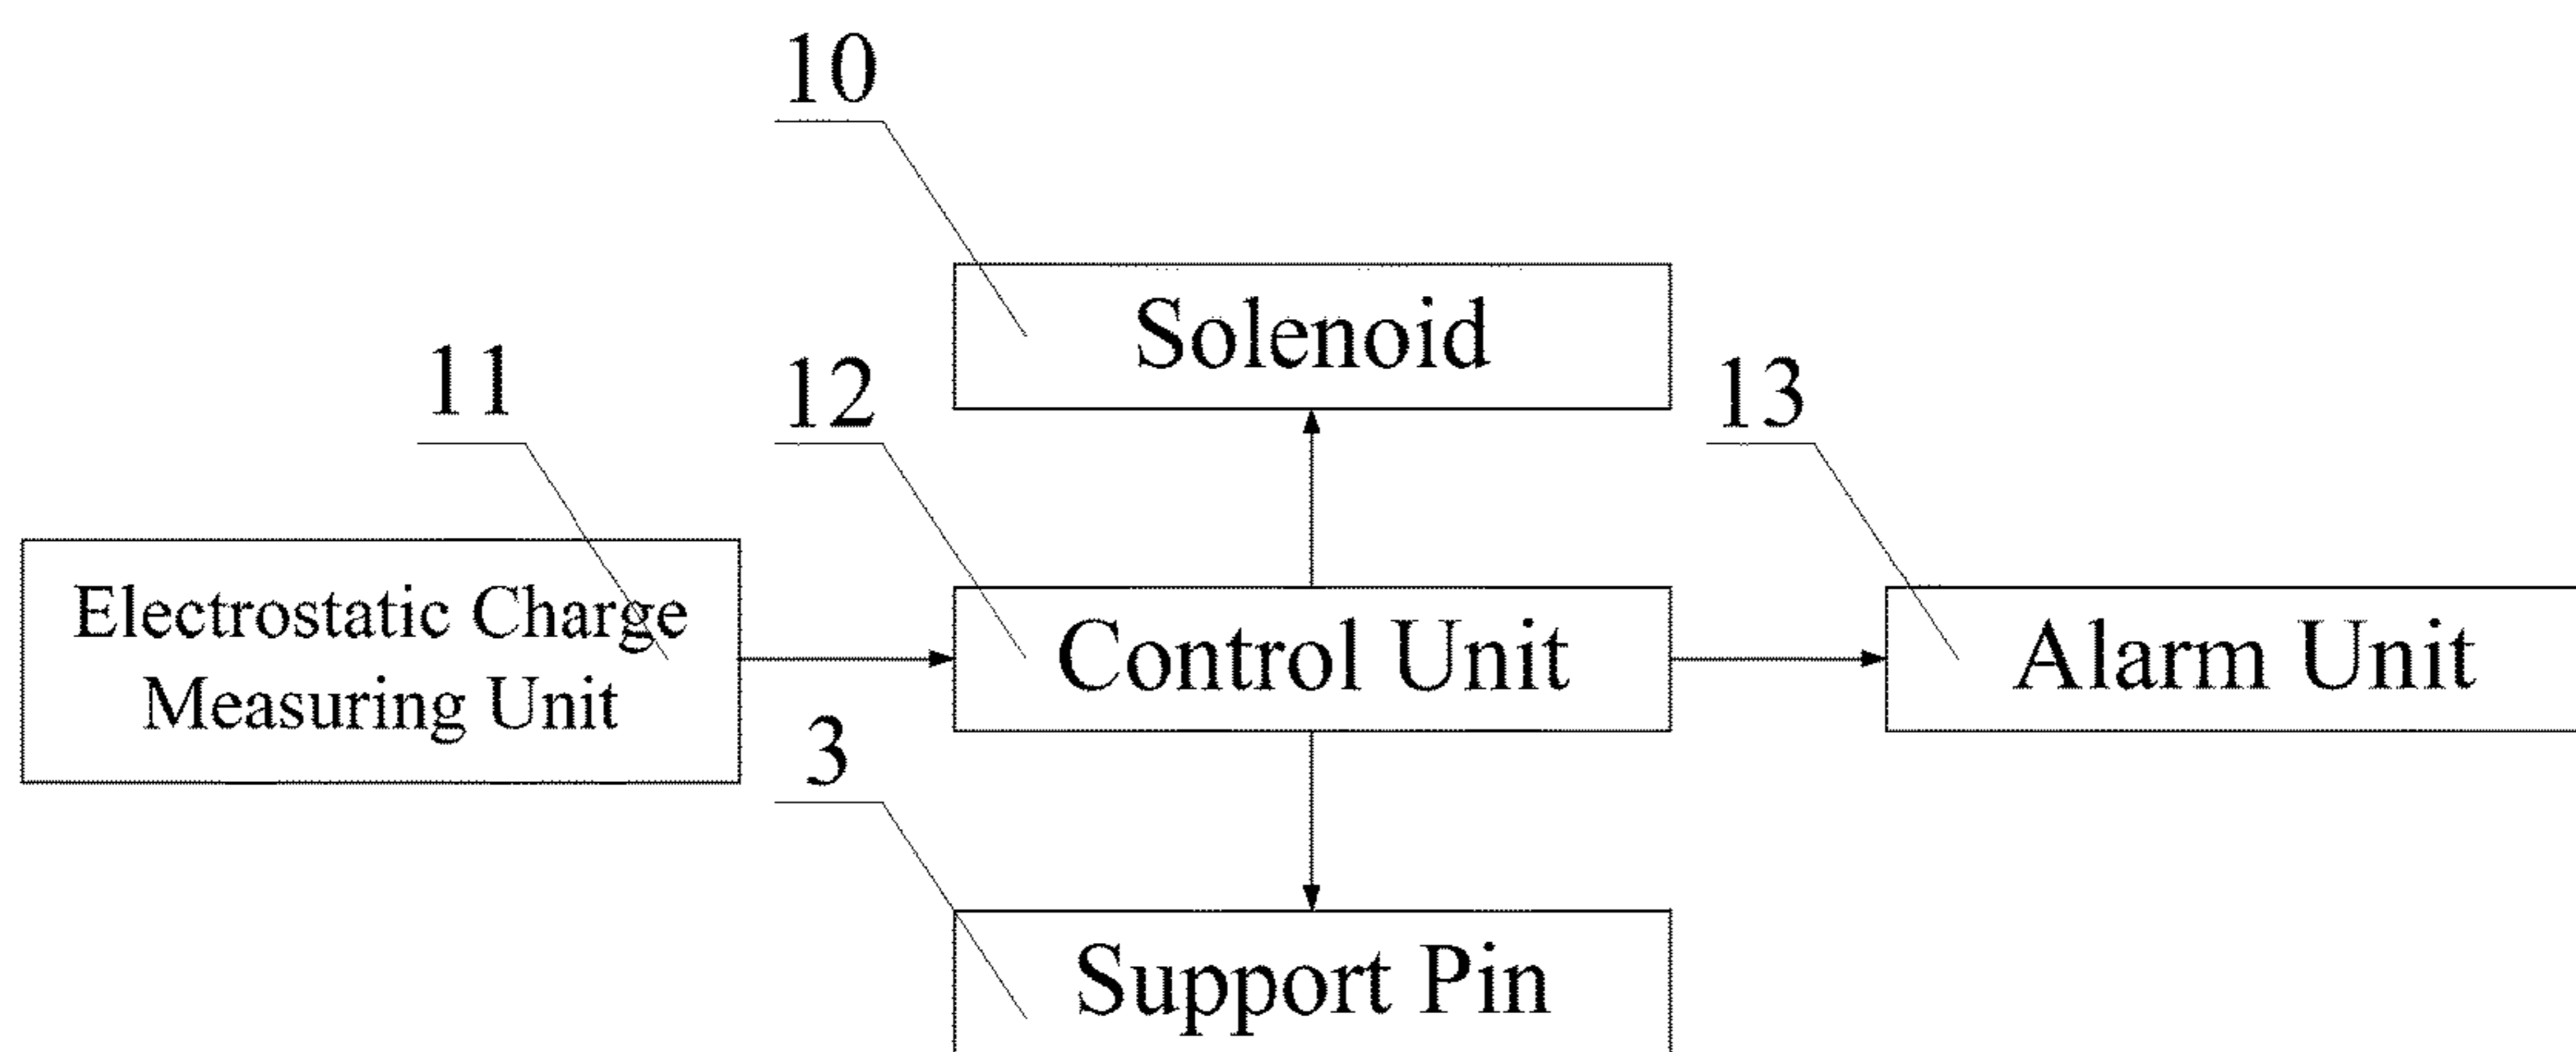 10
Solenoid
11
12
13
Electrostatic Charge
Measuring Unit
Control Unit
Alarm Unit
3
Support Pin